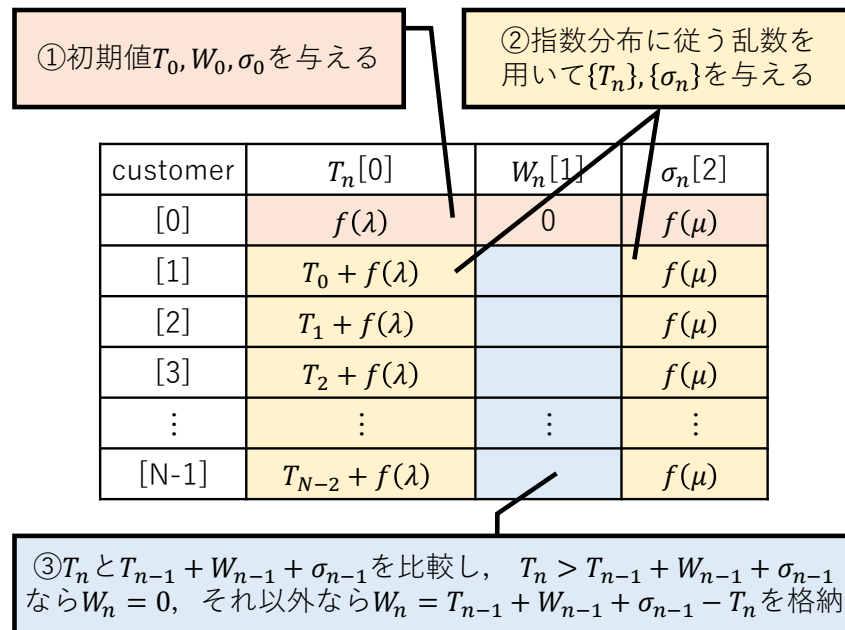 ①初期値T₀, W₀, σ₀を与える
②指数分布に従う乱数を
用いて{Tₙ}, {σₙ}を与える
customer Tₙ[0] Wₙ[1] σₙ[2]
[0] f(λ) 0 f(μ)
[1] T₀ + f(λ) f(μ)
[2] T₁ + f(λ) f(μ)
[3] T₂ + f(λ) f(μ)
⋮ ⋮ ⋮ ⋮
[N-1] T_{N−2} + f(λ) f(μ)
③TₙとTₙ₋₁ + Wₙ₋₁ + σₙ₋₁を比較し， Tₙ > Tₙ₋₁ + Wₙ₋₁ + σₙ₋₁
ならWₙ = 0，それ以外ならWₙ = Tₙ₋₁ + Wₙ₋₁ + σₙ₋₁ − Tₙを格納